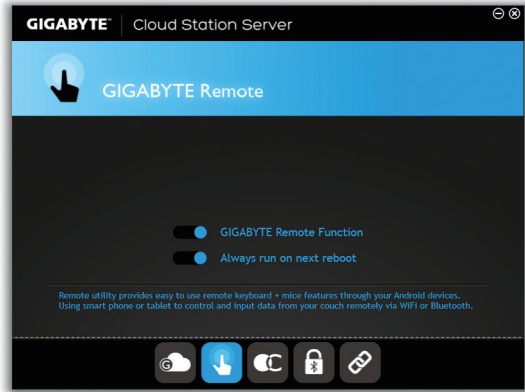 GIGABYTE™ Cloud Station Server
GIGABYTE Remote
GIGABYTE Remote Function
Always run on next reboot
Remote utility provides easy to use remote keyboard + mice features through your Android devices.
Using smart phone or tablet to control and input data from your couch remotely via WiFi or Bluetooth.
G